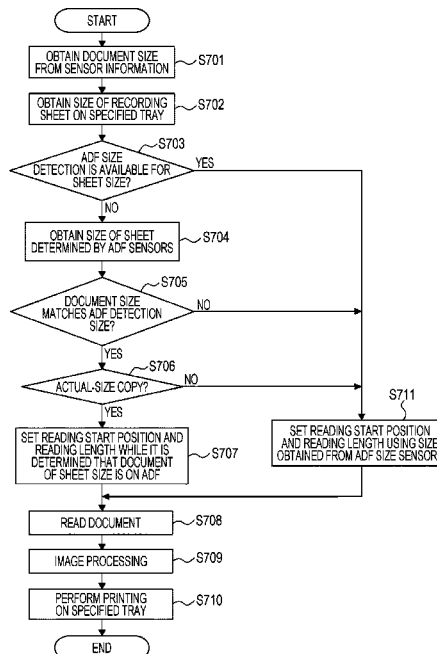 START
OBTAIN DOCUMENT SIZE
FROM SENSOR INFORMATION
S701
OBTAIN SIZE OF RECORDING
SHEET ON SPECIFIED TRAY
S702
S703
ADF SIZE
DETECTION IS AVAILABLE FOR
SHEET SIZE?
YES
NO
OBTAIN SIZE OF SHEET
DETERMINED BY ADF SENSORS
S704
S705
DOCUMENT SIZE
MATCHES ADF DETECTION
SIZE?
NO
YES
S706
ACTUAL-SIZE COPY?
NO
YES
S711
SET READING START POSITION AND
READING LENGTH WHILE IT IS
DETERMINED THAT DOCUMENT
OF SHEET SIZE IS ON ADF
S707
SET READING START POSITION
AND READING LENGTH USING SIZE
OBTAINED FROM ADF SIZE SENSOR
READ DOCUMENT
S708
IMAGE PROCESSING
S709
PERFORM PRINTING
ON SPECIFIED TRAY
S710
END